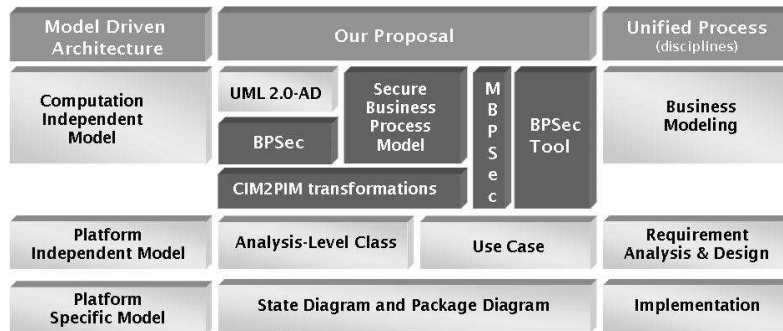 Model Driven
Architecture
Our Proposal
Unified Process
(disciplines)
Computation
Independent
Model
UML 2.0-AD
BPSec
Secure
Business
Process
Model
M
B
P
S
e
c
BPSec
Tool
Business
Modeling
CIM2PIM transformations
Platform
Independent Model
Analysis-Level Class
Use Case
Requirement
Analysis & Design
Platform
Specific Model
State Diagram and Package Diagram
Implementation